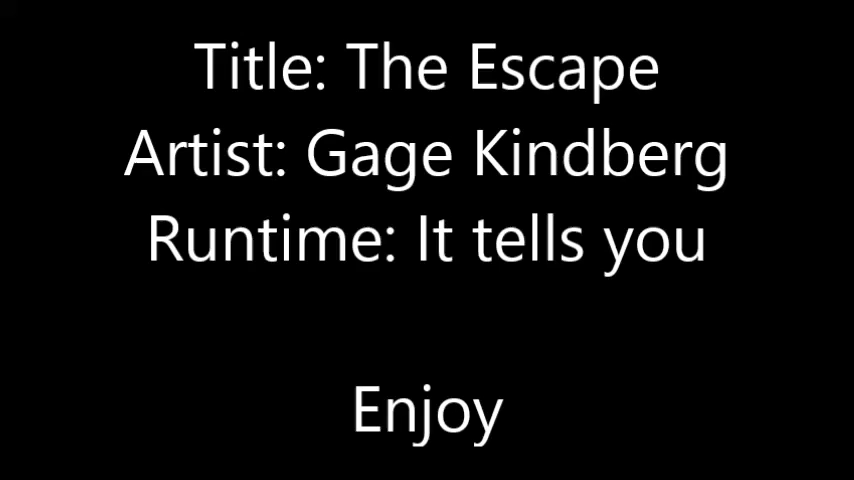 Title: The Escape
Artist: Gage Kindberg
Runtime: It tells you
Enjoy